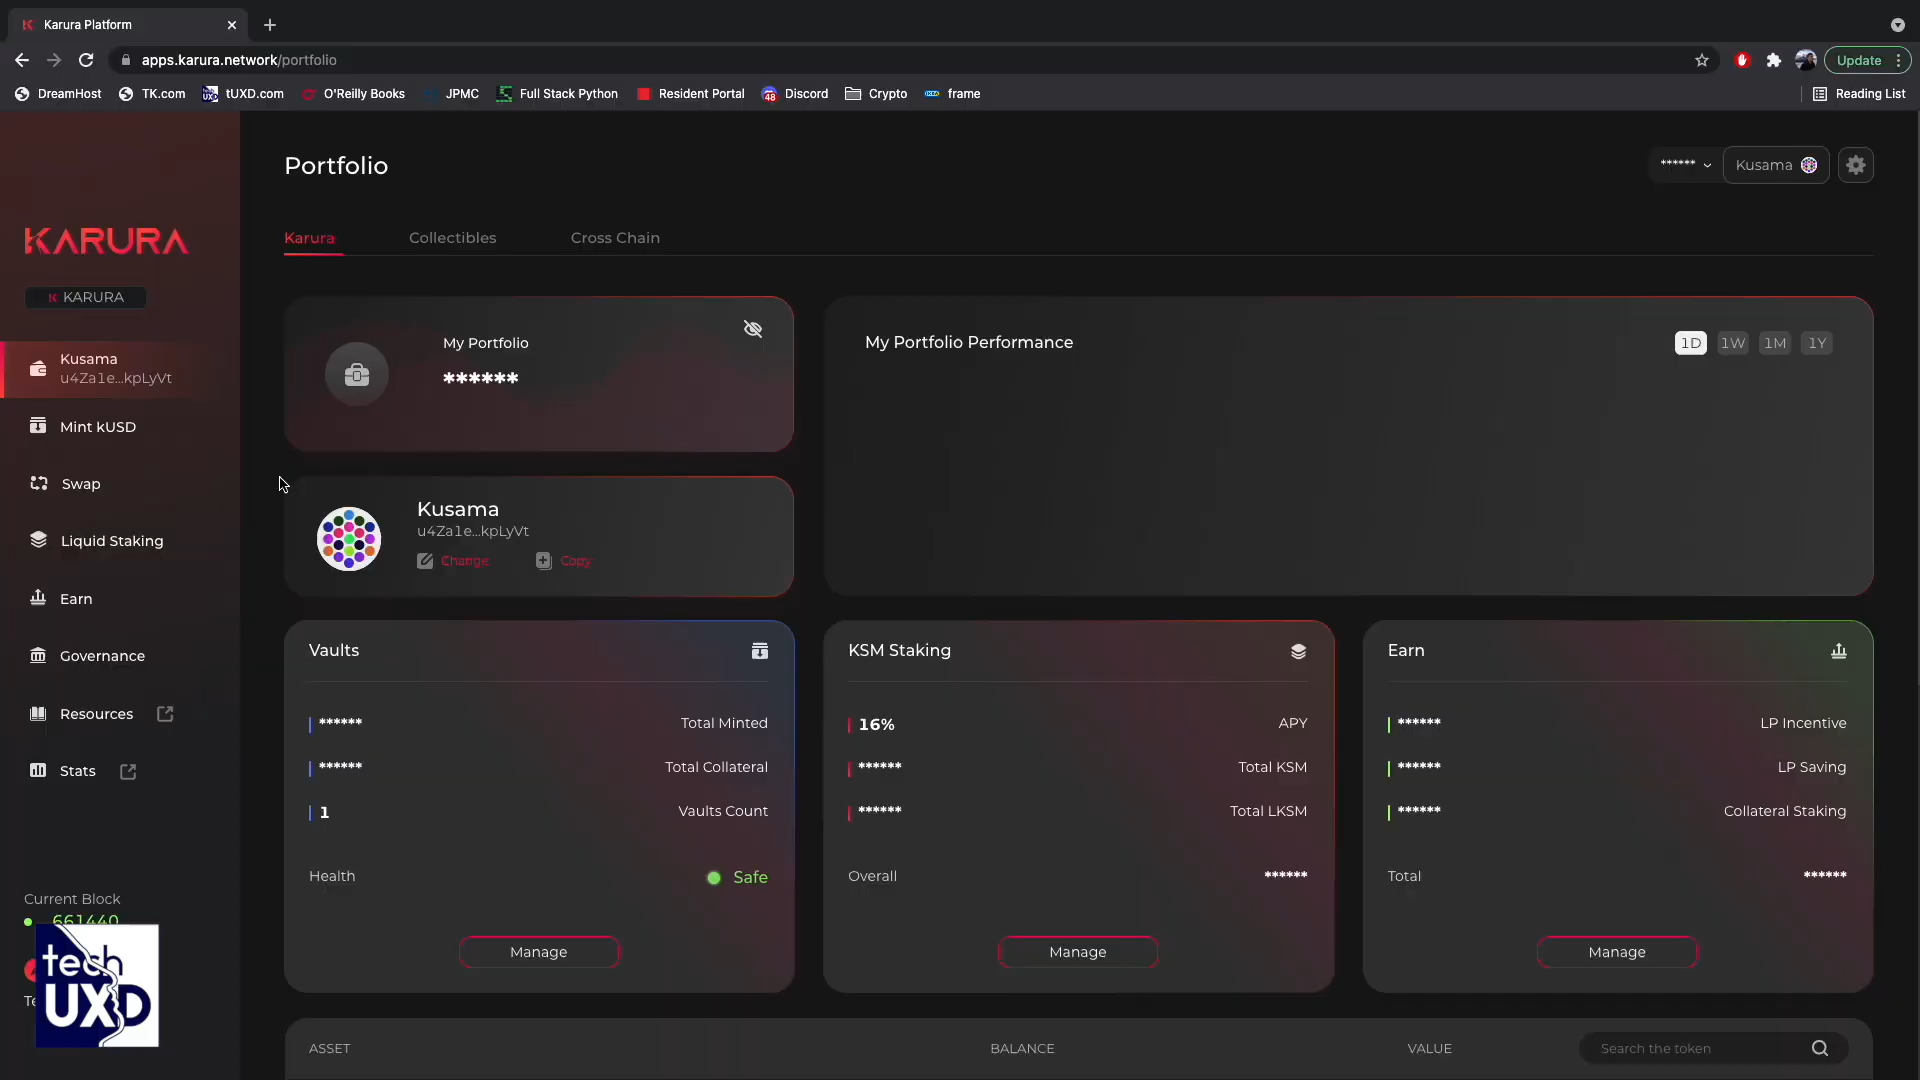 Karura Platform
apps.karura.network/portfolio
Update
DreamHost
TK.com
tUXD.com
O'Reilly Books
JPMC
Full Stack Python
Resident Portal
48
Discord
Crypto
frame
Reading List
Portfolio
******
Kusama
KARURA
KARURA
Karura
Collectibles
Cross Chain
Kusama
u4Za1e...kpLyVt
Mint kUSD
Swap
Liquid Staking
Earn
Governance
Resources
Stats
Current Block
661440
My Portfolio
******
My Portfolio Performance
1D
1W
1M
1Y
Kusama
u4Za1e...kpLyVt
Change
Copy
Vaults
****** Total Minted
****** Total Collateral
1 Vaults Count
Health Safe
Manage
KSM Staking
16% APY
****** Total KSM
****** Total LKSM
Overall ******
Manage
Earn
****** LP Incentive
****** LP Saving
****** Collateral Staking
Total ******
Manage
tech
UXD
ASSET BALANCE VALUE
Search the token